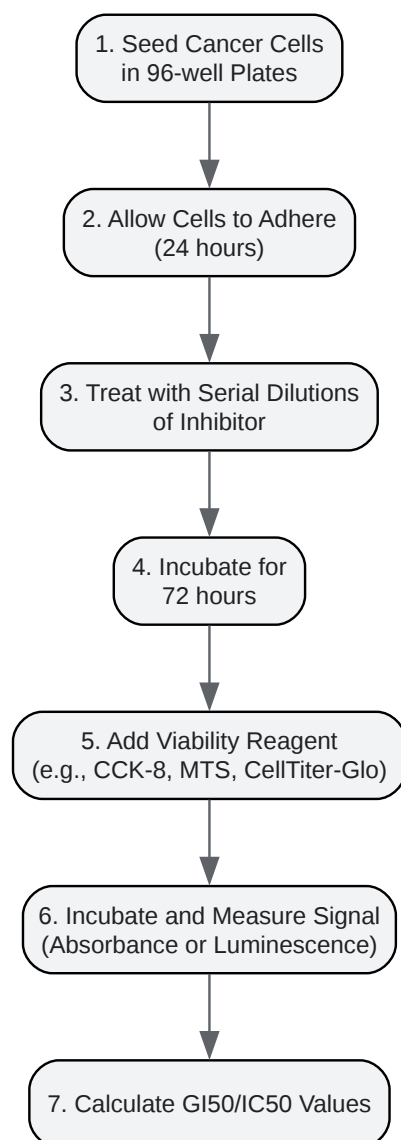 1. Seed Cancer Cells
in 96-well Plates
2. Allow Cells to Adhere
(24 hours)
3. Treat with Serial Dilutions
of Inhibitor
4. Incubate for
72 hours
5. Add Viability Reagent
(e.g., CCK-8, MTS, CellTiter-Glo)
6. Incubate and Measure Signal
(Absorbance or Luminescence)
7. Calculate GI50/IC50 Values